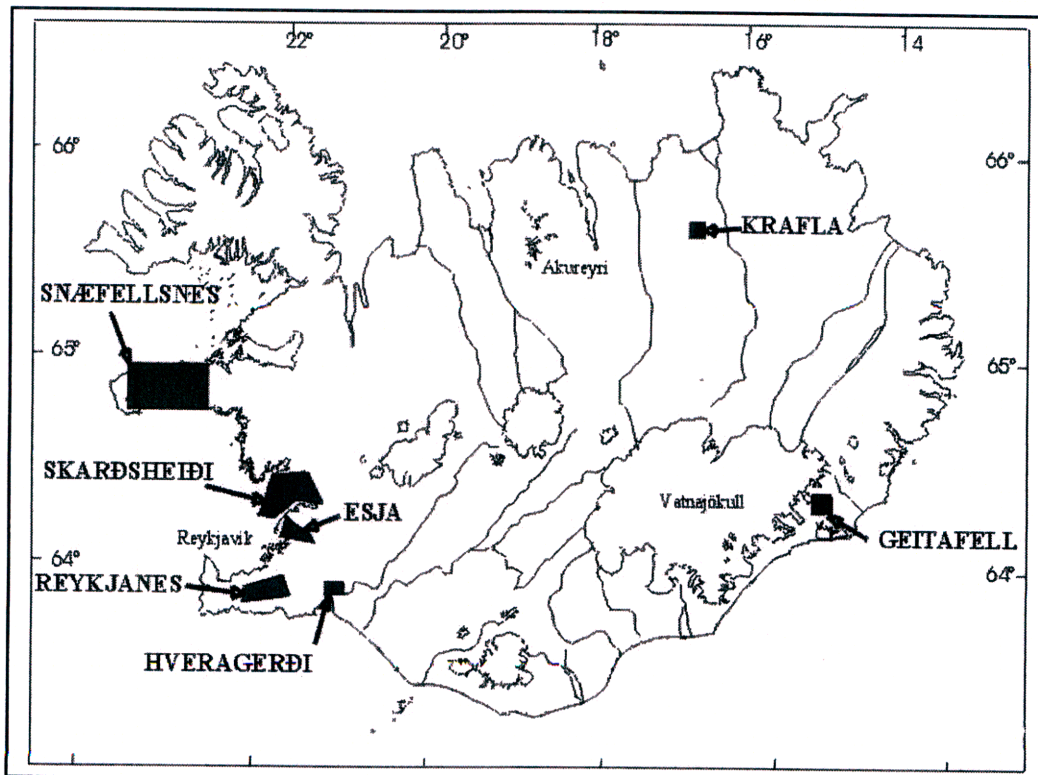 22° 20° 18° 16° 14
66° 66°
KRAFLA
Akureyri
SNÆFELLSNES
65° 65°
SKARÐSHEIÐI
Vatnajökull
ESJA
Reykjavik
GEITAFELL
64° 64°
REYKJANES
HVERAGERÐI